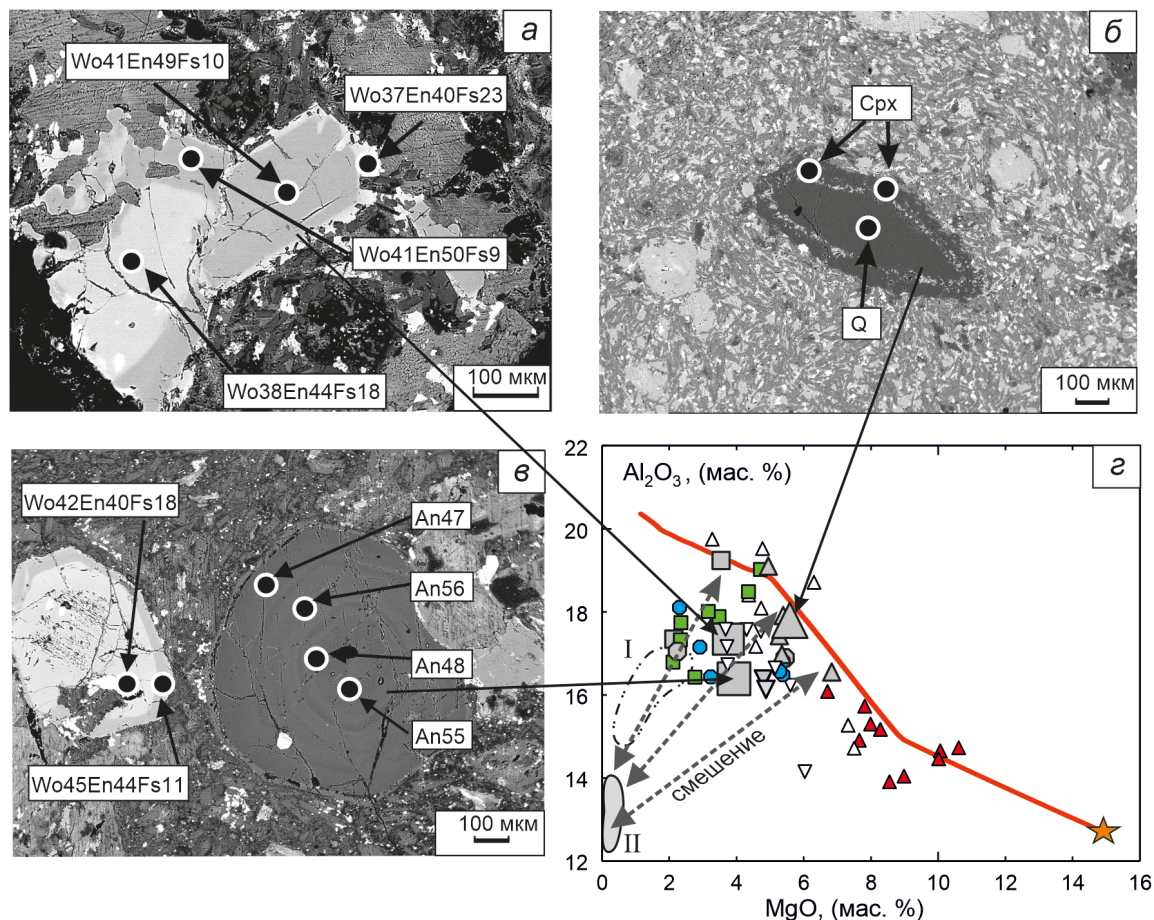 а
Wo41En49Fs10
Wo37En40Fs23
Wo41En50Fs9
Wo38En44Fs18
100 мкм
б
Cpx
Q
100 мкм
в
Wo42En40Fs18
An47
An56
An48
An55
Wo45En44Fs11
100 мкм
г
Al₂O₃, (мас. %)
22
20
18
16
14
12
I
II
смешение
0 2 4 6 8 10 12 14 16
MgO, (мас. %)